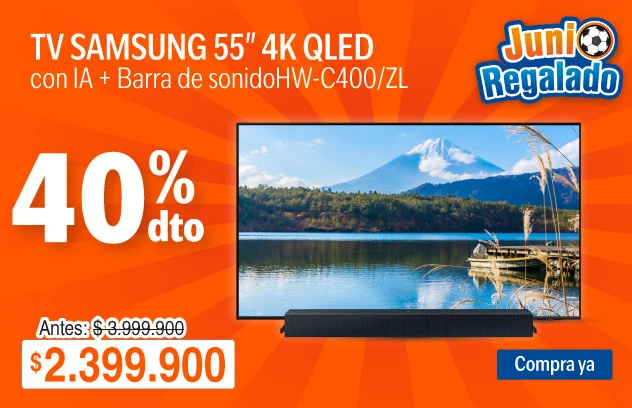 TV SAMSUNG 55" 4K QLED
con IA + Barra de sonidoHW-C400/ZL
Junio
Regalado
40% dto
Antes: $ 3.999.900
$2.399.900
Compra ya